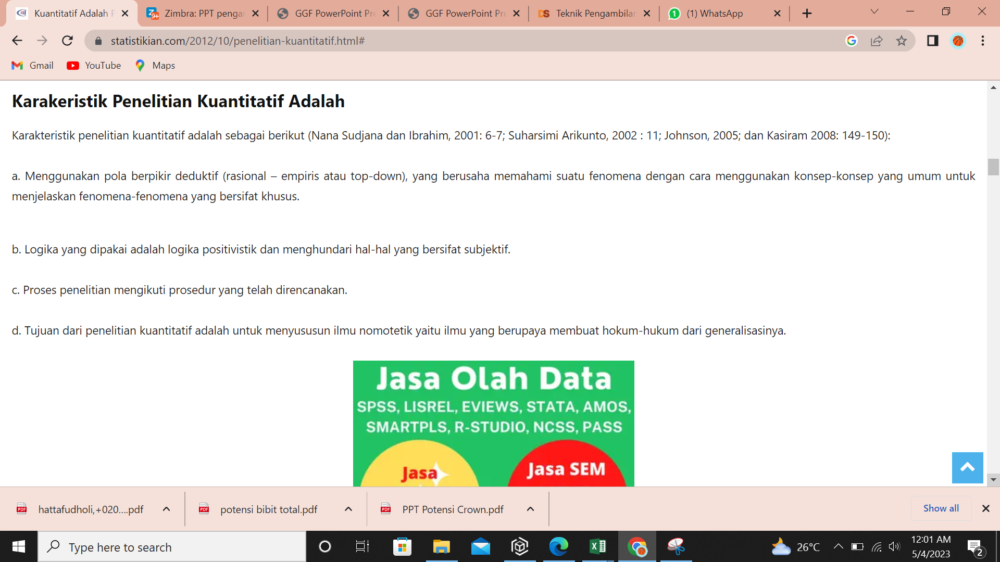 Kuantitatif Adalah P
Zimbra: PPT pengar
GGF PowerPoint Pre
GGF PowerPoint Pre
DS Teknik Pengambilan
1 (1) WhatsApp
statistikian.com/2012/10/penelitian-kuantitatif.html#
Gmail
YouTube
Maps
Karakeristik Penelitian Kuantitatif Adalah
Karakteristik penelitian kuantitatif adalah sebagai berikut (Nana Sudjana dan Ibrahim, 2001: 6-7; Suharsimi Arikunto, 2002 : 11; Johnson, 2005; dan Kasiram 2008: 149-150):
a. Menggunakan pola berpikir deduktif (rasional – empiris atau top-down), yang berusaha memahami suatu fenomena dengan cara menggunakan konsep-konsep yang umum untuk
menjelaskan fenomena-fenomena yang bersifat khusus.
b. Logika yang dipakai adalah logika positivistik dan menghundari hal-hal yang bersifat subjektif.
c. Proses penelitian mengikuti prosedur yang telah direncanakan.
d. Tujuan dari penelitian kuantitatif adalah untuk menyususun ilmu nomotetik yaitu ilmu yang berupaya membuat hokum-hukum dari generalisasinya.
Jasa Olah Data
SPSS, LISREL, EVIEWS, STATA, AMOS,
SMARTPLS, R-STUDIO, NCSS, PASS
Jasa
Jasa SEM
hattafudholi,+020....pdf
potensi bibit total.pdf
PPT Potensi Crown.pdf
Show all
Type here to search
26°C
12:01 AM
5/4/2023
2